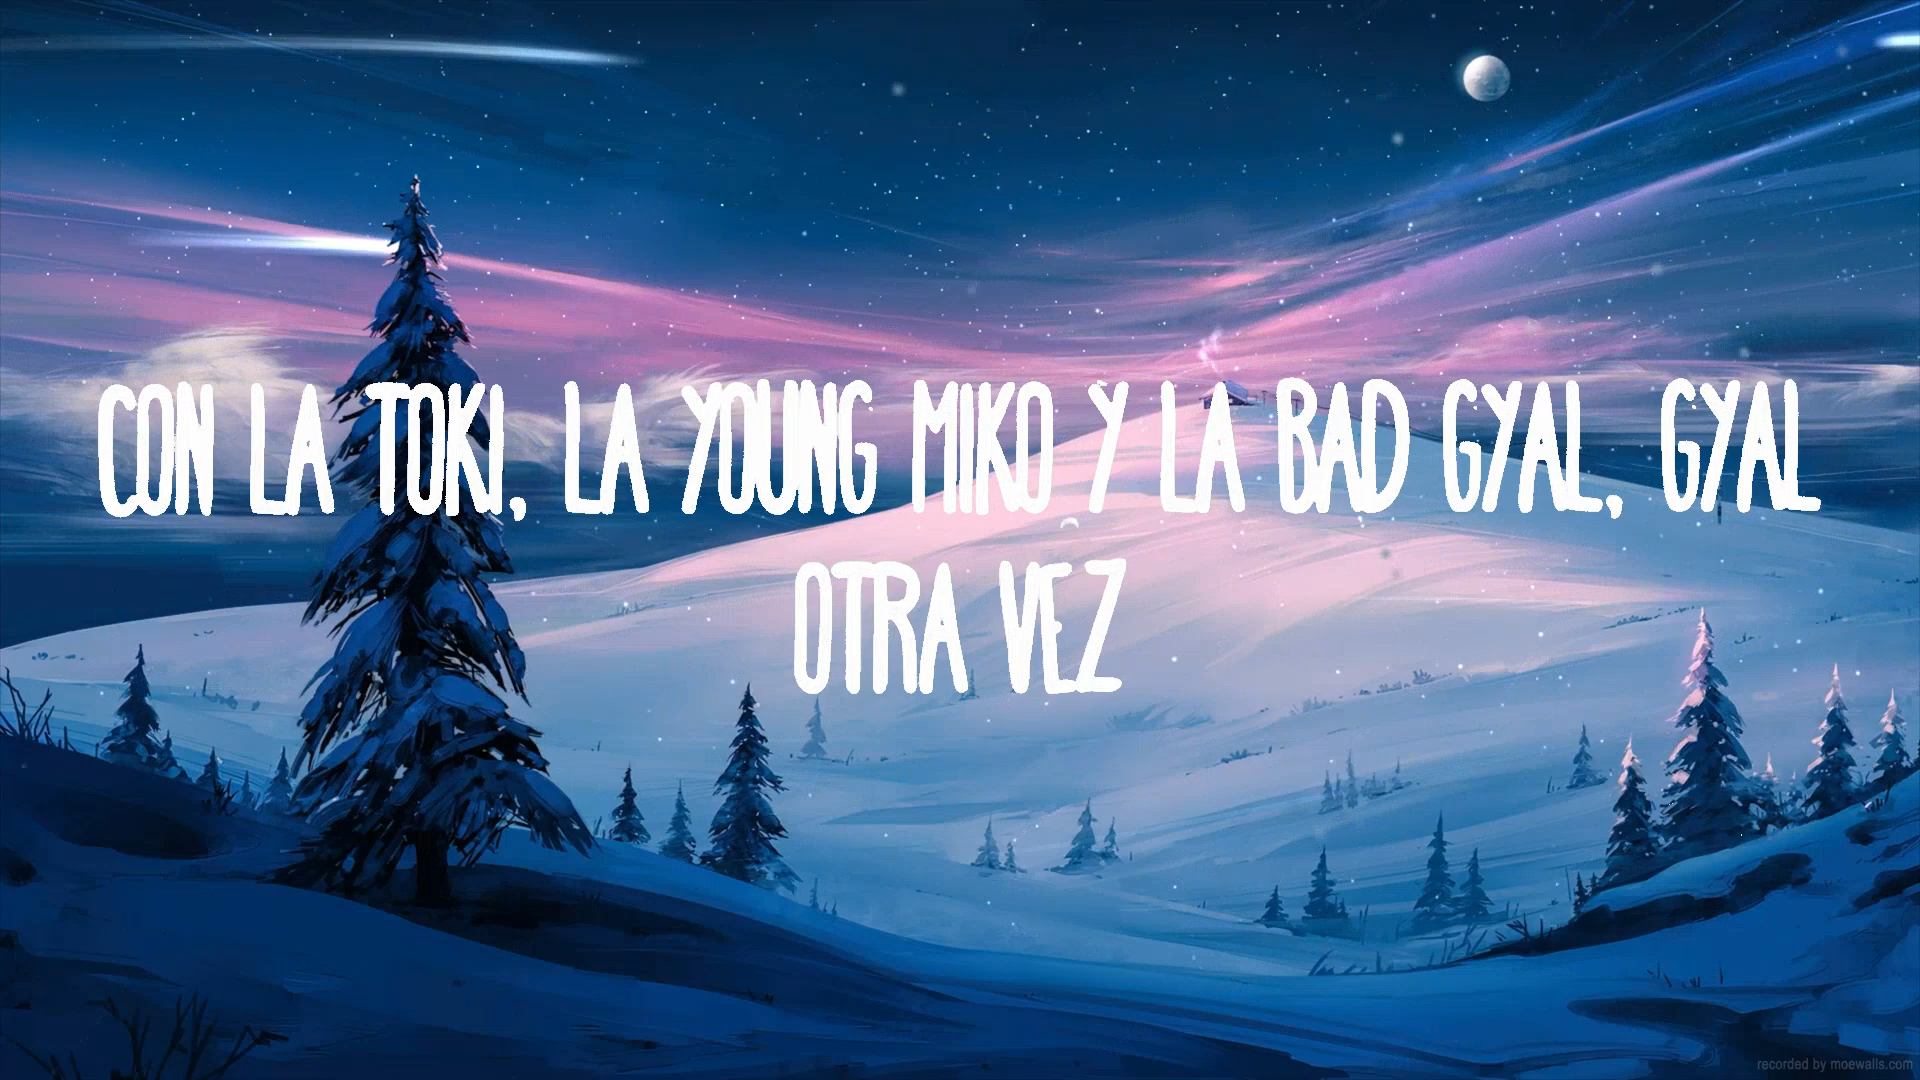 CON LA TOKI, LA YOUNG MIKO Y LA BAD GYAL, GYAL
OTRA VEZ
recorded by moewalls.com